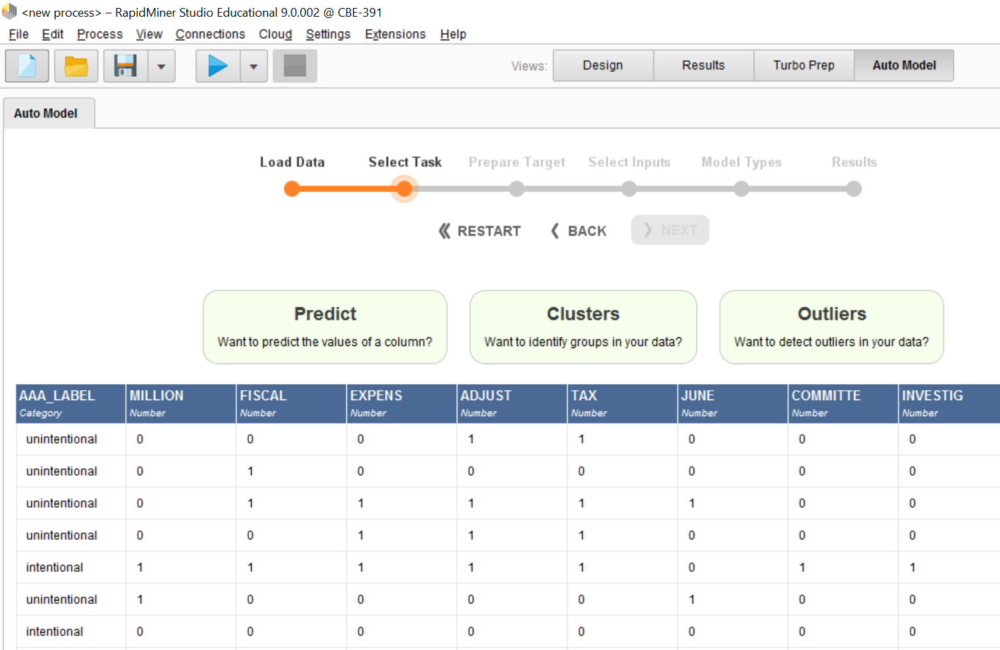 <new process> – RapidMiner Studio Educational 9.0.002 @ CBE-391
File Edit Process View Connections Cloud Settings Extensions Help
Views: Design Results Turbo Prep Auto Model
Auto Model
Load Data Select Task Prepare Target Select Inputs Model Types Results
RESTART BACK NEXT
Predict Clusters Outliers
Want to predict the values of a column? Want to identify groups in your data? Want to detect outliers in your data?
AAA_LABEL MILLION FISCAL EXPENS ADJUST TAX JUNE COMMITTE INVESTIG
Category Number Number Number Number Number Number Number Number
unintentional 0 0 0 1 1 0 0 0
unintentional 0 1 0 0 0 0 0 0
unintentional 0 1 1 1 1 1 0 0
unintentional 0 0 1 1 1 0 0 0
intentional 1 1 1 1 1 0 1 1
unintentional 1 0 0 0 0 1 0 0
intentional 0 0 0 0 0 0 0 0